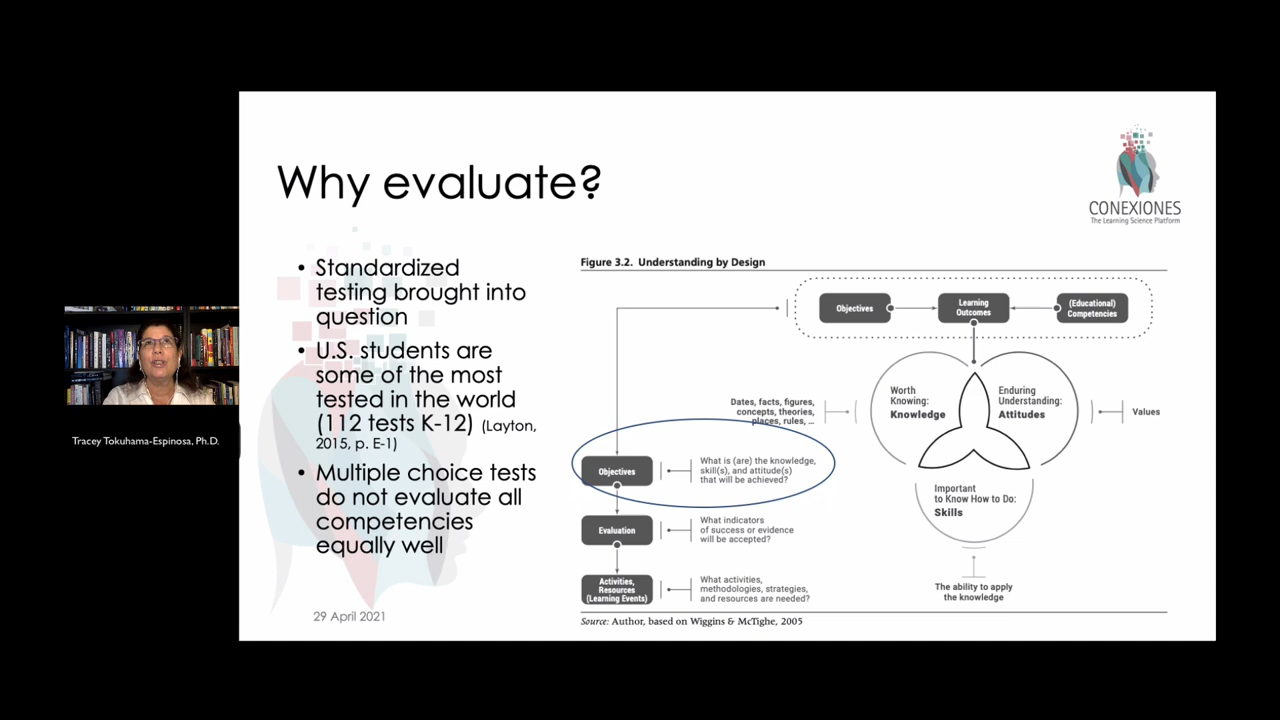 Why evaluate?
CONEXIONES
The Learning Science Platform
• Standardized
testing brought into
question
• U.S. students are
some of the most
tested in the world
(112 tests K-12) (Layton,
2015, p. E-1)
• Multiple choice tests
do not evaluate all
competencies
equally well
29 April 2021
Tracey Tokuhama-Espinosa, Ph.D.
Figure 3.2. Understanding by Design
Objectives
Learning
Outcomes
(Educational)
Competencies
Dates, facts, figures,
concepts, theories,
places, rules, ...
Worth
Knowing:
Knowledge
Enduring
Understanding:
Attitudes
Values
Important
to Know How to Do:
Skills
The ability to apply
the knowledge
Objectives
What is (are) the knowledge,
skill(s), and attitude(s)
that will be achieved?
Evaluation
What indicators
of success or evidence
will be accepted?
Activities,
Resources
(Learning Events)
What activities,
methodologies, strategies,
and resources are needed?
Source: Author, based on Wiggins & McTighe, 2005